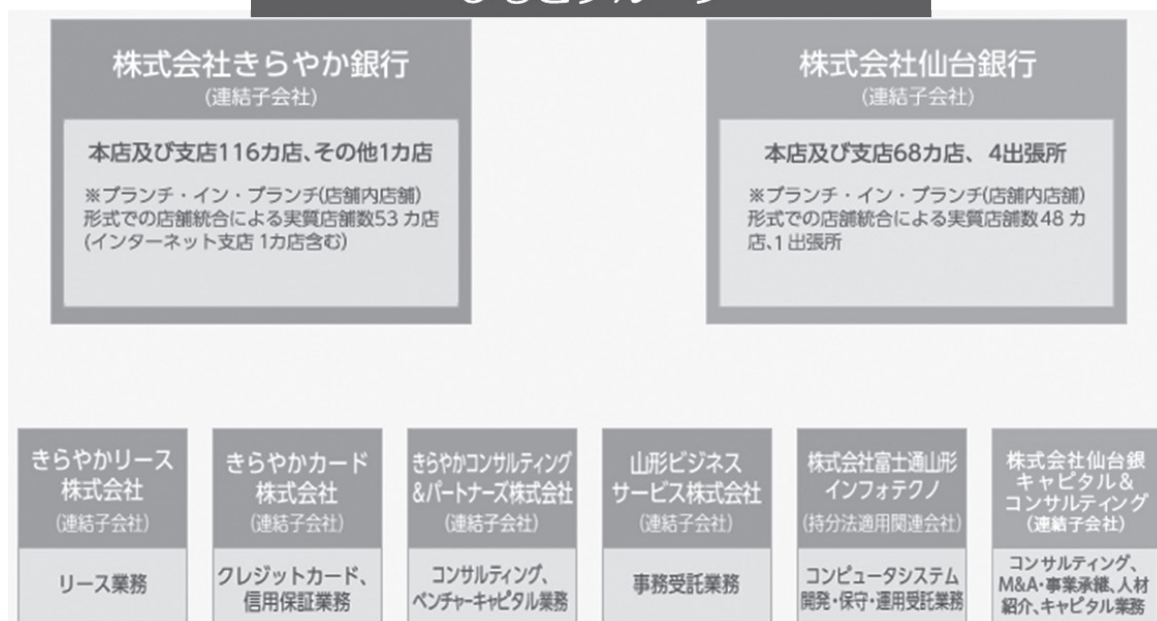 株式会社きらやか銀行
(連結子会社)
本店及び支店116カ店、その他1カ店
※ブランチ・イン・ブランチ(店舗内店舗)
形式での店舗統合による実質店舗数53 カ店
(インターネット支店 1カ店含む)
株式会社仙台銀行
(連結子会社)
本店及び支店68カ店、 4出張所
※ブランチ・イン・ブランチ(店舗内店舗)
形式での店舗統合による実質店舗数48 カ
店、1 出張所
きらやかリース
株式会社
(連結子会社)
リース業務
きらやかカード
株式会社
(連結子会社)
クレジットカード、
信用保証業務
きらやかコンサルティング
&パートナーズ株式会社
(連結子会社)
コンサルティング、
ベンチャーキャピタル業務
山形ビジネス
サービス株式会社
(連結子会社)
事務受託業務
株式会社富士通山形
インフォテクノ
(持分法適用関連会社)
コンピュータシステム
開発・保守・運用受託業務
株式会社仙台銀
キャピタル&
コンサルティング
(連結子会社)
コンサルティング、
M&A・事業承継、人材
紹介、キャピタル業務